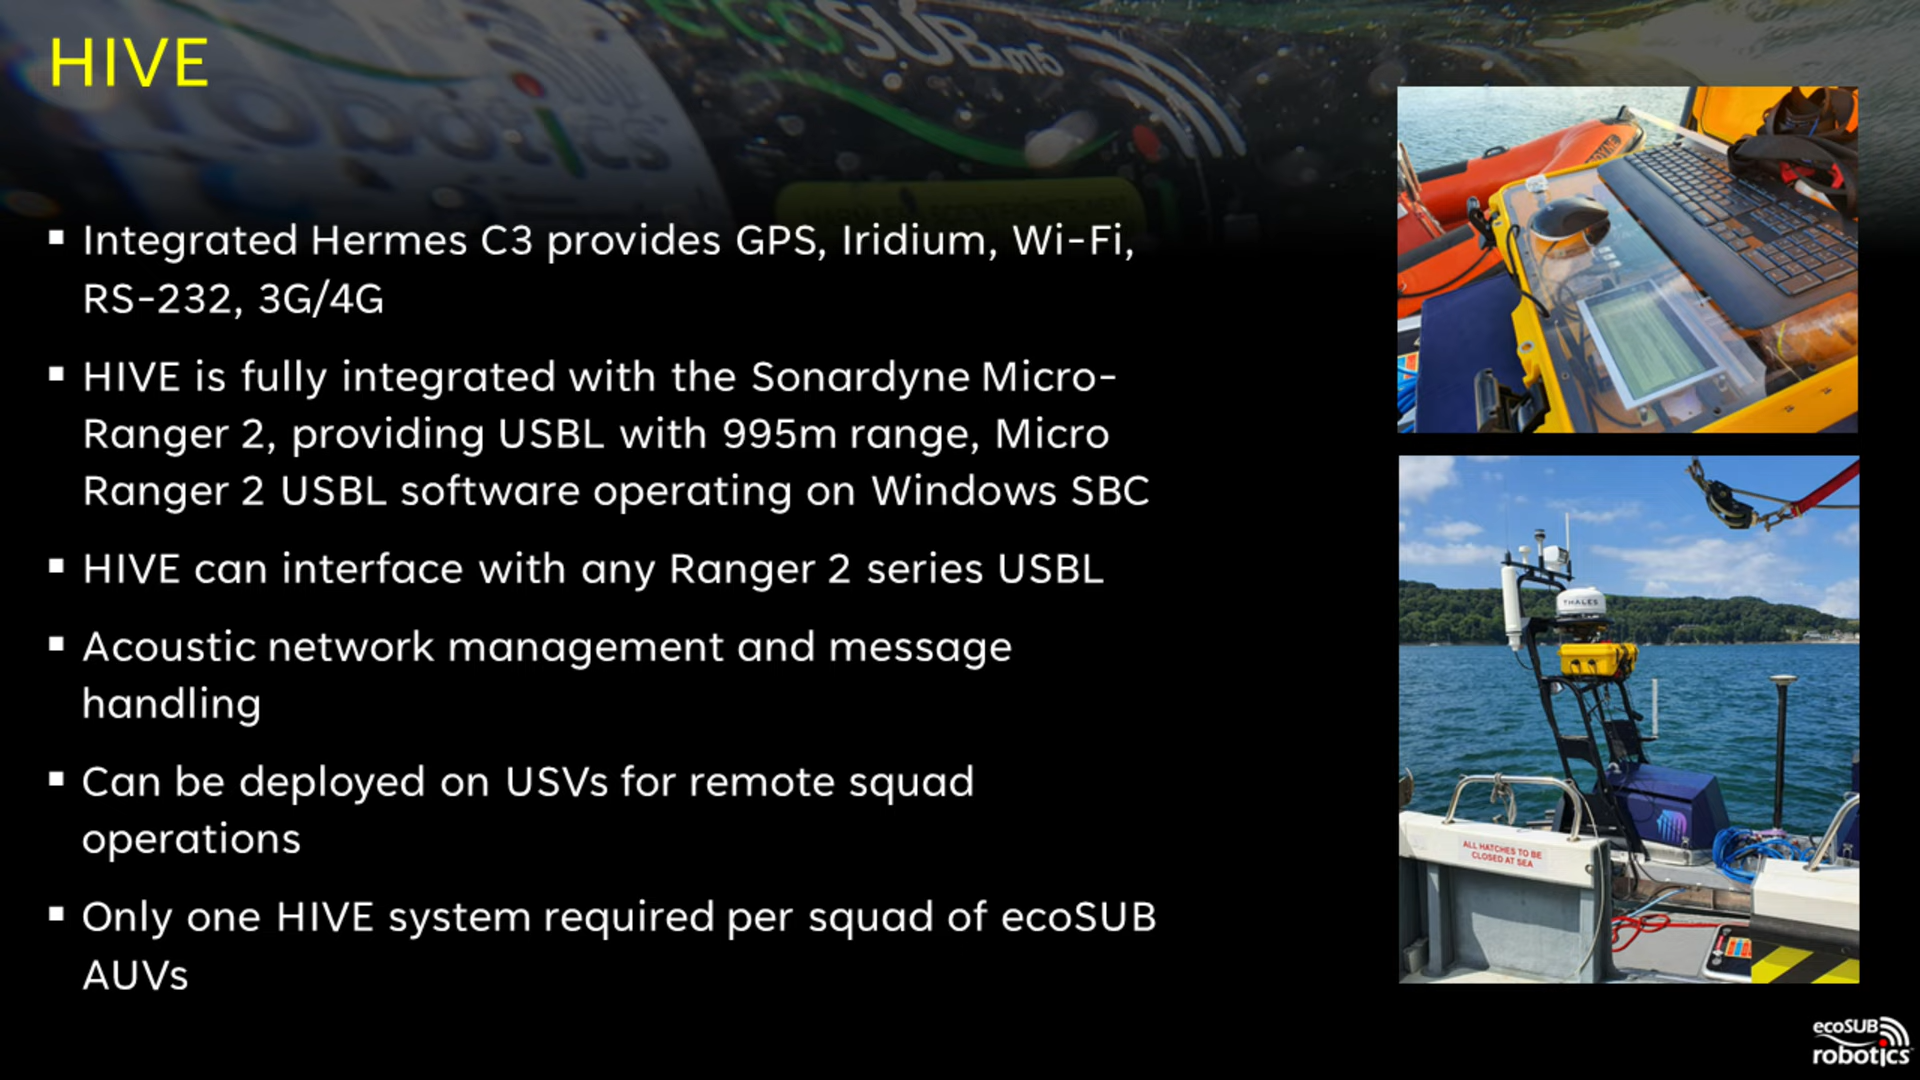 ecoSUBm5
robotics
HIVE
▪ Integrated Hermes C3 provides GPS, Iridium, Wi-Fi,
RS-232, 3G/4G
▪ HIVE is fully integrated with the Sonardyne Micro-
Ranger 2, providing USBL with 995m range, Micro
Ranger 2 USBL software operating on Windows SBC
▪ HIVE can interface with any Ranger 2 series USBL
▪ Acoustic network management and message
handling
▪ Can be deployed on USVs for remote squad
operations
▪ Only one HIVE system required per squad of ecoSUB
AUVs
THALES
ALL HATCHES TO BE
CLOSED AT SEA
ecoSUB
robotics